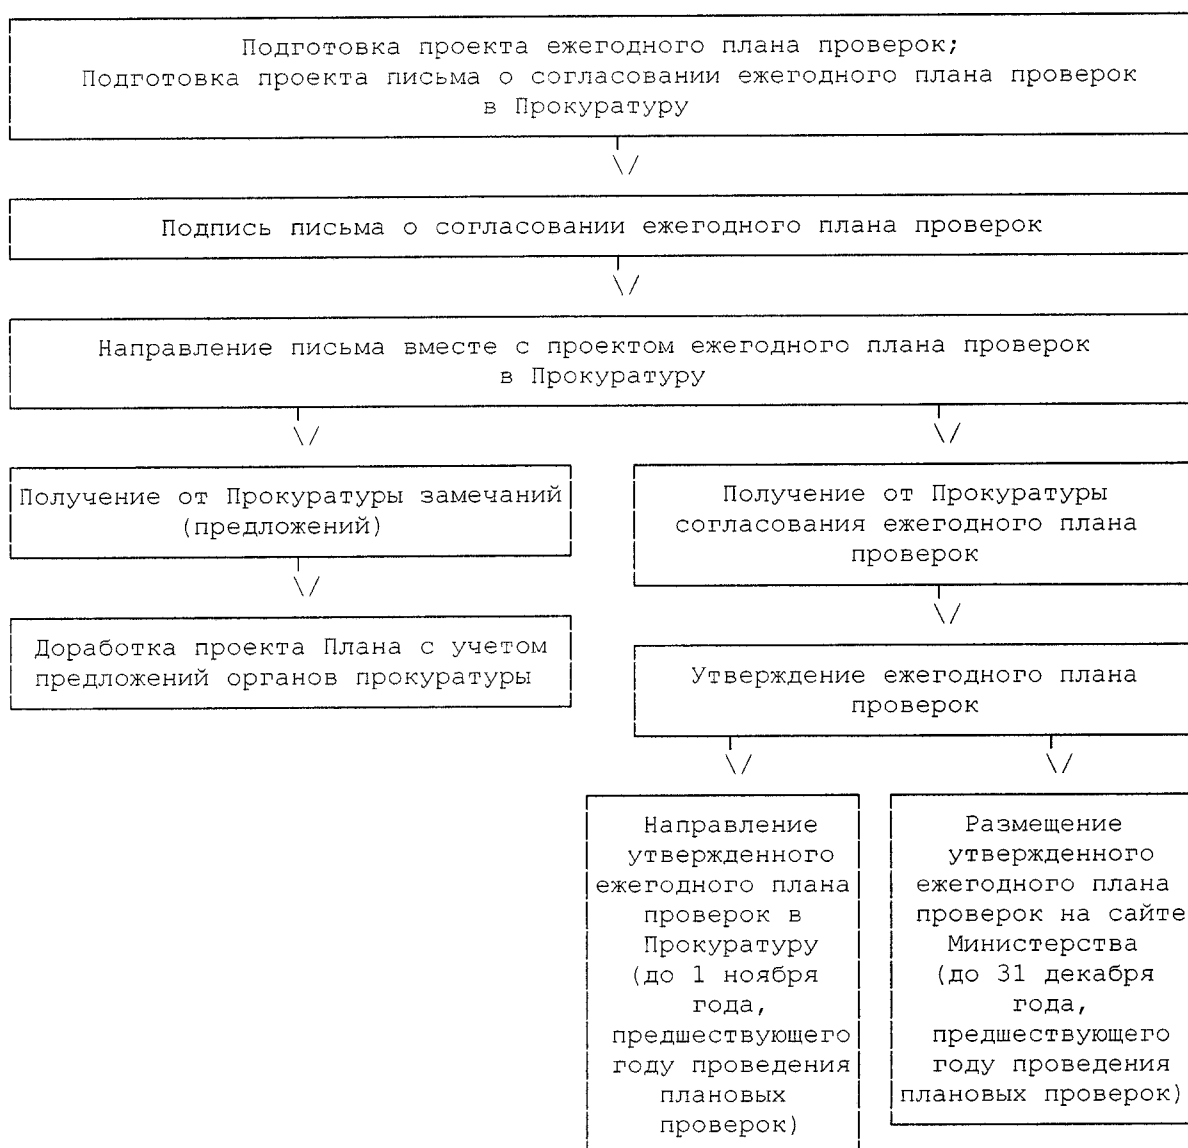 Подготовка проекта ежегодного плана проверок;
Подготовка проекта письма о согласовании ежегодного плана проверок
в Прокуратуру
\/
Подпись письма о согласовании ежегодного плана проверок
\/
Направление письма вместе с проектом ежегодного плана проверок
в Прокуратуру
\/
\/
Получение от Прокуратуры замечаний
(предложений)
\/
Доработка проекта Плана с учетом
предложений органов прокуратуры
Получение от Прокуратуры
согласования ежегодного плана
проверок
\/
Утверждение ежегодного плана
проверок
\/
\/
Направление
утвержденного
ежегодного плана
проверок в
Прокуратуру
(до 1 ноября
года,
предшествующего
году проведения
плановых
проверок)
Размещение
утвержденного
ежегодного плана
проверок на сайте
Министерства
(до 31 декабря
года,
предшествующего
году проведения
плановых проверок)